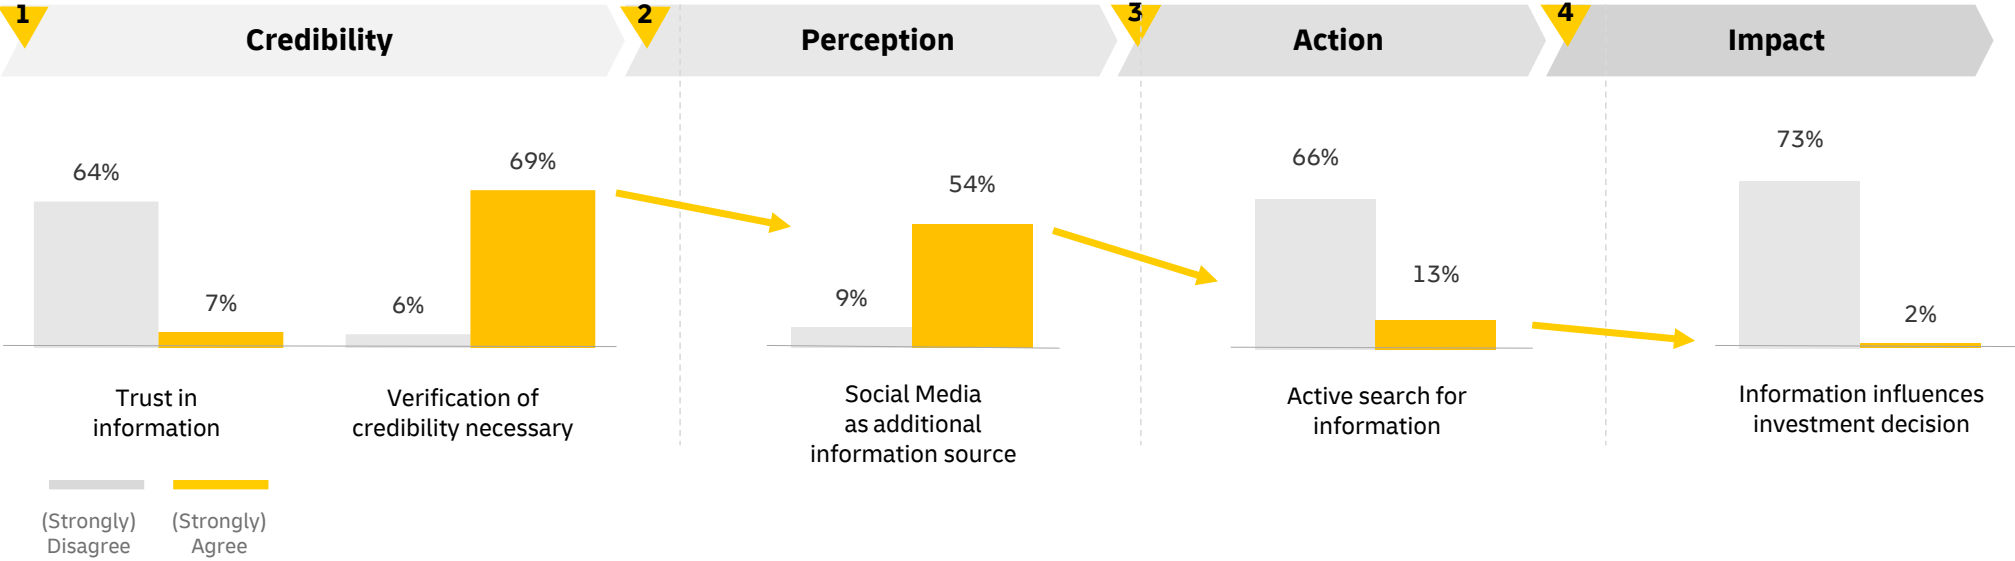 1
Credibility
2
Perception
3
Action
4
Impact
64%
7%
6%
69%
9%
54%
66%
13%
73%
2%
Trust in
information
Verification of
credibility necessary
Social Media
as additional
information source
Active search for
information
Information influences
investment decision
(Strongly)
Disagree
(Strongly)
Agree